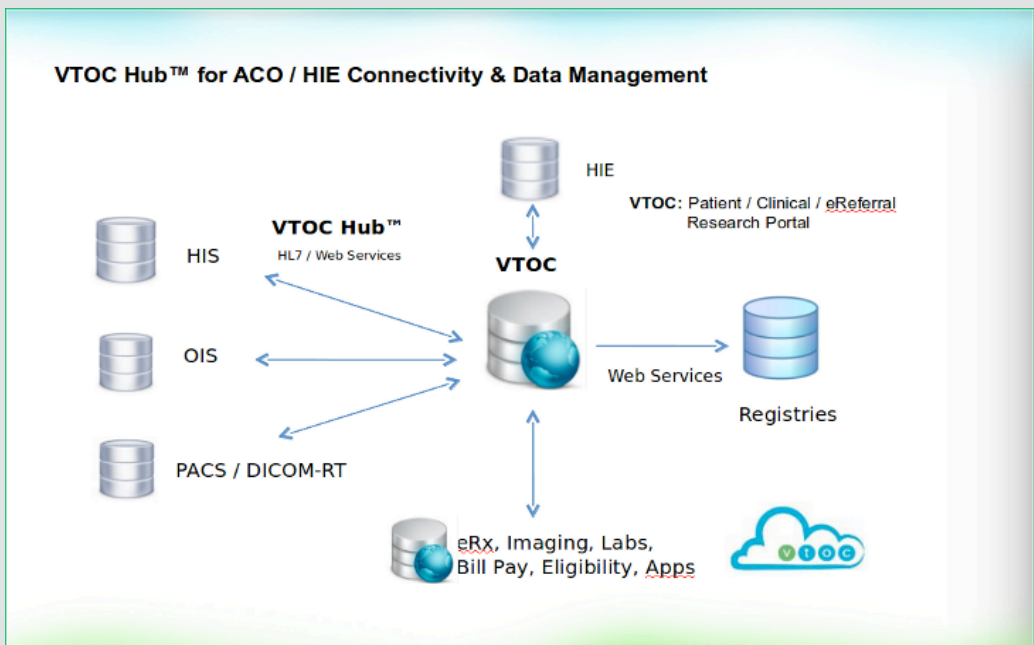 VTOC Hub™ for ACO / HIE Connectivity & Data Management
HIE
VTOC: Patient / Clinical / eReferral
Research Portal
VTOC Hub™
HL7 / Web Services
HIS
VTOC
OIS
Web Services
Registries
PACS / DICOM-RT
eRx, Imaging, Labs,
Bill Pay, Eligibility, Apps
vtoc